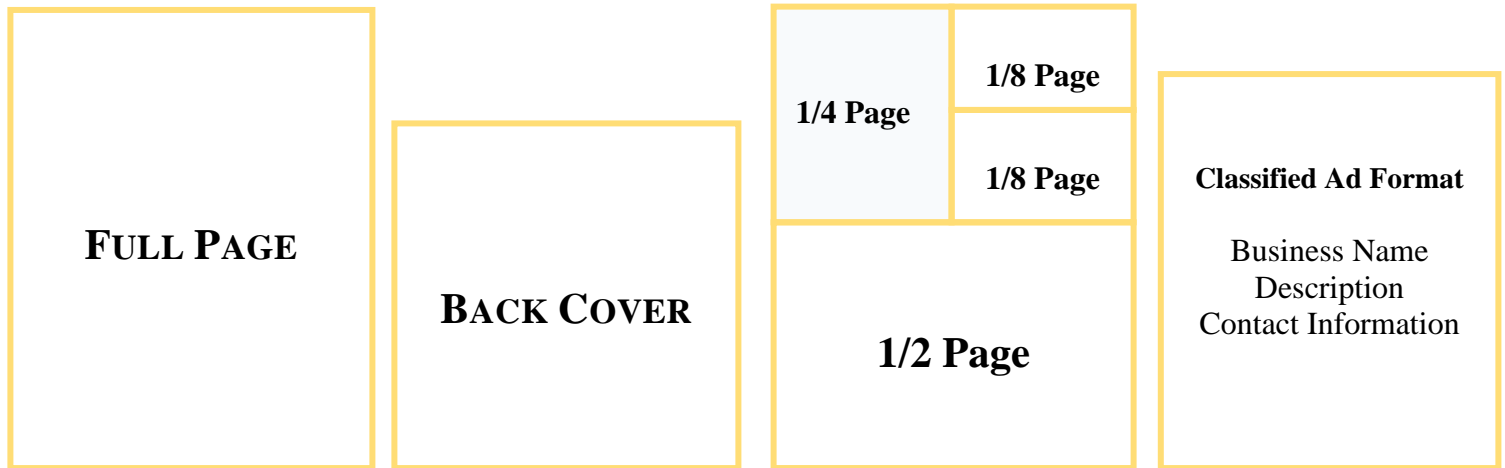 FULL PAGE
BACK COVER
1/4 Page
1/8 Page
1/8 Page
1/2 Page
Classified Ad Format
Business Name
Description
Contact Information